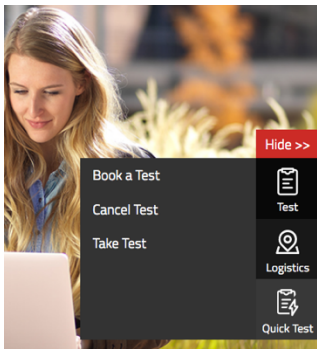 Hide >>
Book a Test
Cancel Test
Take Test
Test
Logistics
Quick Test